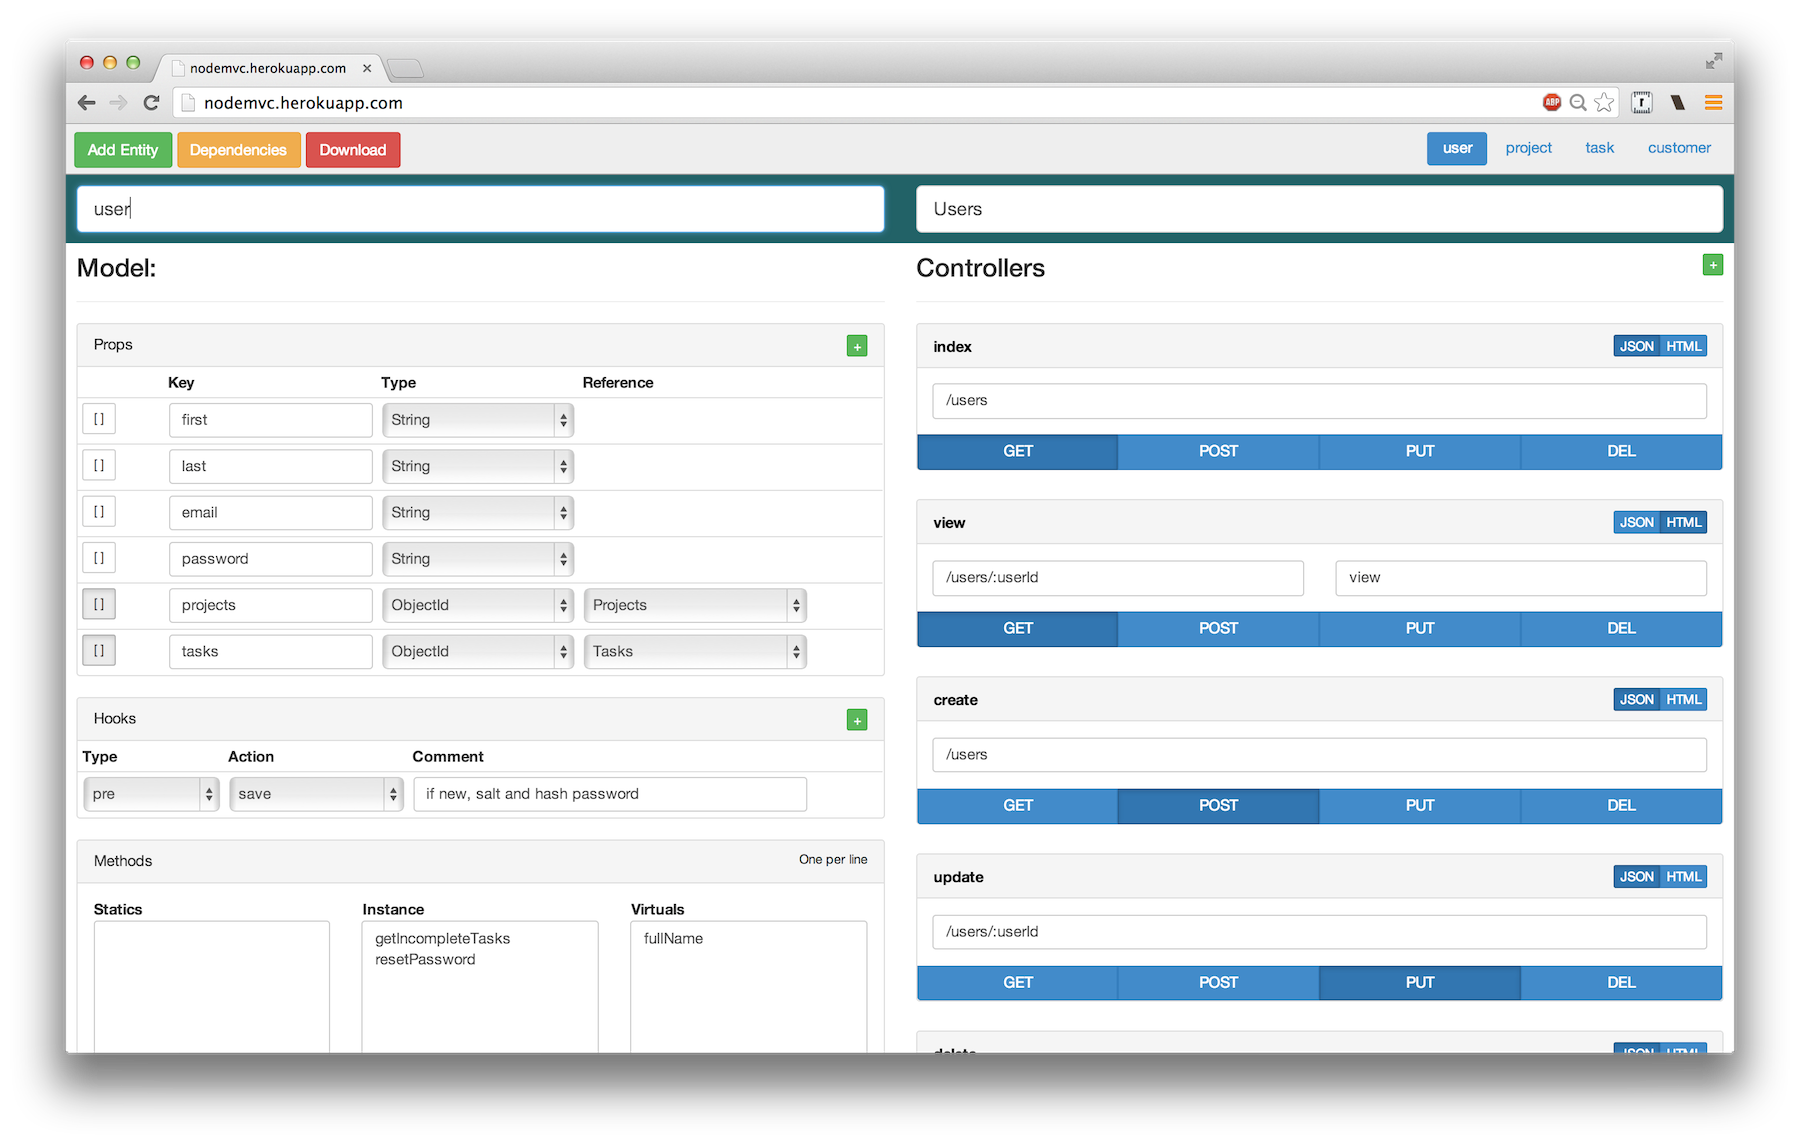 nodemvc.herokuapp.com
nodemvc.herokuapp.com
ABP
r
Add Entity Dependencies Download user project task customer
user Users
Model:
Props
Key Type Reference
[] first String
[] last String
[] email String
[] password String
[] projects ObjectId Projects
[] tasks ObjectId Tasks
Hooks
Type Action Comment
pre save if new, salt and hash password
Methods One per line
Statics Instance Virtuals
getIncompleteTasks fullName
resetPassword
Controllers
index JSON HTML
/users
GET POST PUT DEL
view JSON HTML
/users/:userId view
GET POST PUT DEL
create JSON HTML
/users
GET POST PUT DEL
update JSON HTML
/users/:userId
GET POST PUT DEL
delete JSON HTML